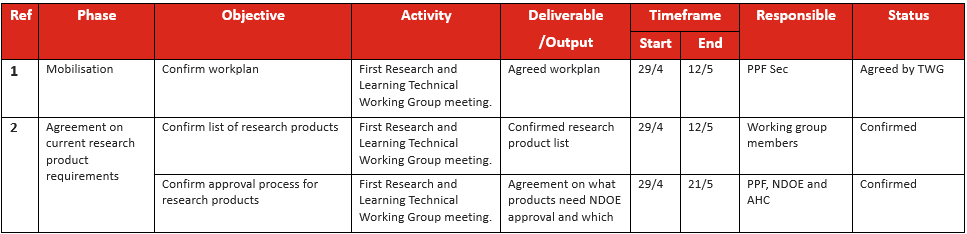 Ref Phase Objective Activity Deliverable /Output Timeframe Start End Responsible Status
1 Mobilisation Confirm workplan First Research and Learning Technical Working Group meeting. Agreed workplan 29/4 12/5 PPF Sec Agreed by TWG
2 Agreement on current research product requirements Confirm list of research products First Research and Learning Technical Working Group meeting. Confirmed research product list 29/4 12/5 Working group members Confirmed
Confirm approval process for research products First Research and Learning Technical Working Group meeting. Agreement on what products need NDOE approval and which 29/4 21/5 PPF, NDOE and AHC Confirmed